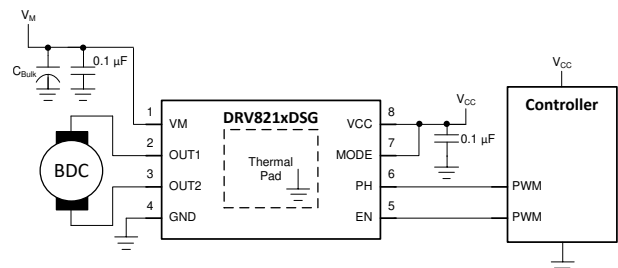 VM
CBulk
0.1 µF
BDC
DRV821xDSG
Thermal
Pad
1
VM
2
OUT1
3
OUT2
4
GND
8
VCC
7
MODE
6
PH
5
EN
VCC
0.1 µF
VCC
Controller
PWM
PWM